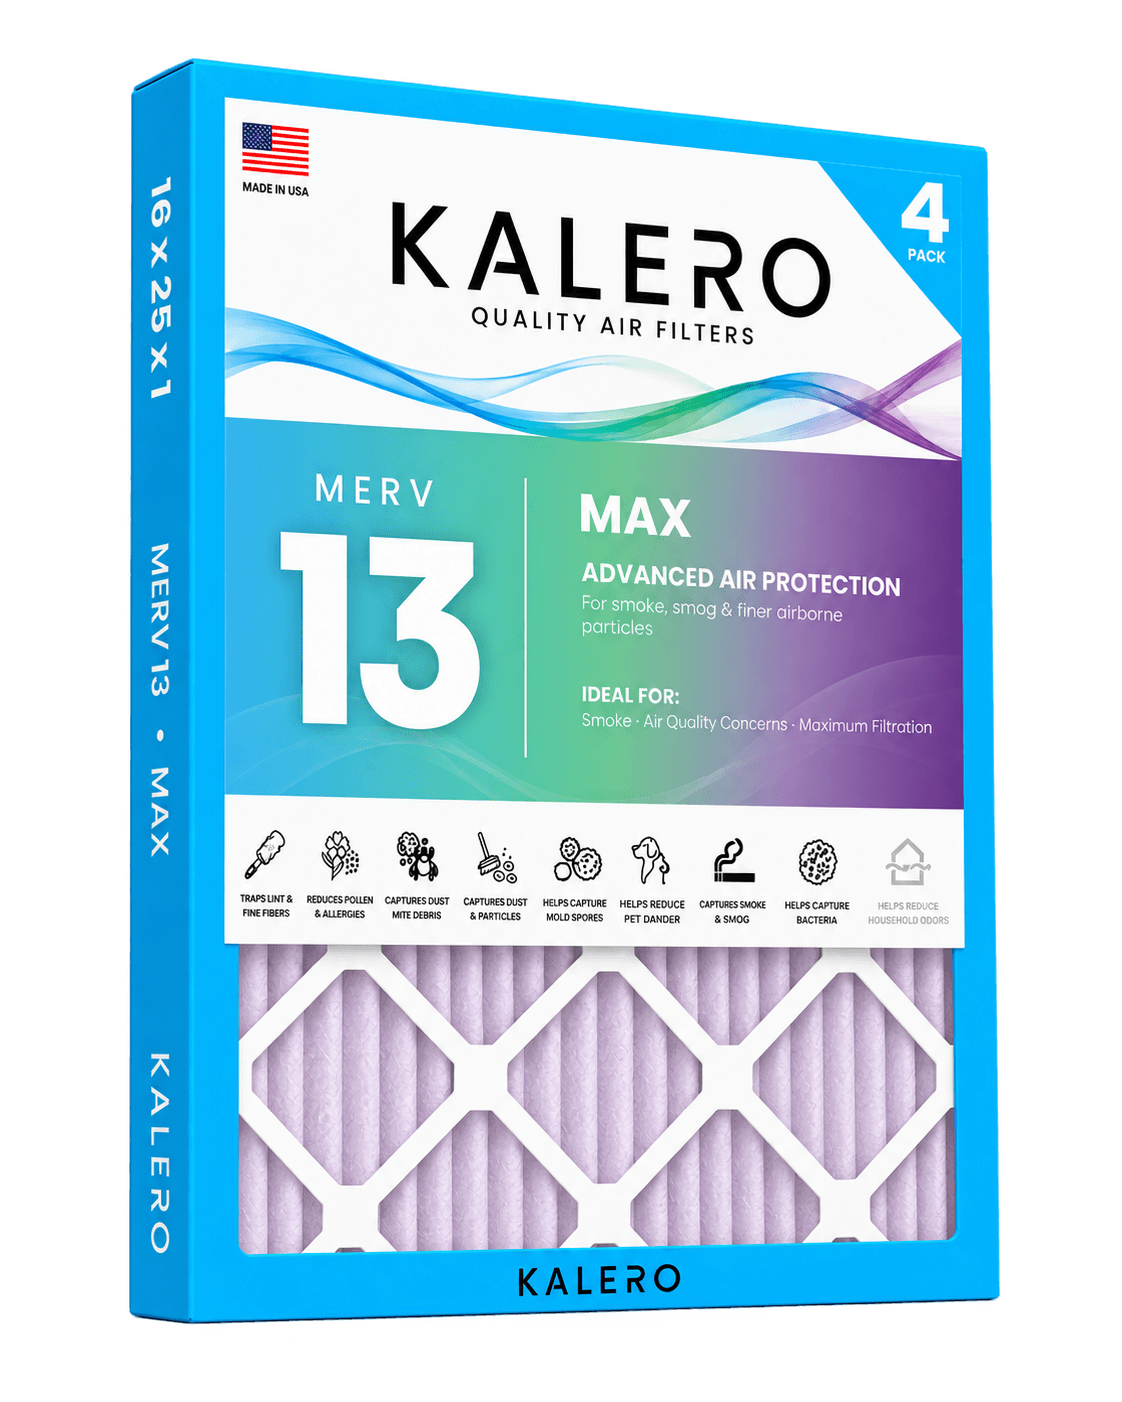 MADE IN USA
KALERO
QUALITY AIR FILTERS
4
PACK
16 x 25 x 1
MERV 13 • MAX
KALERO
MERV
13
MAX
ADVANCED AIR PROTECTION
For smoke, smog & finer airborne
particles
IDEAL FOR:
Smoke · Air Quality Concerns · Maximum Filtration
TRAPS LINT &
FINE FIBERS
REDUCES POLLEN
& ALLERGIES
CAPTURES DUST
MITE DEBRIS
CAPTURES DUST
& PARTICLES
HELPS CAPTURE
MOLD SPORES
HELPS REDUCE
PET DANDER
CAPTURES SMOKE
& SMOG
HELPS CAPTURE
BACTERIA
HELPS REDUCE
HOUSEHOLD ODORS
KALERO